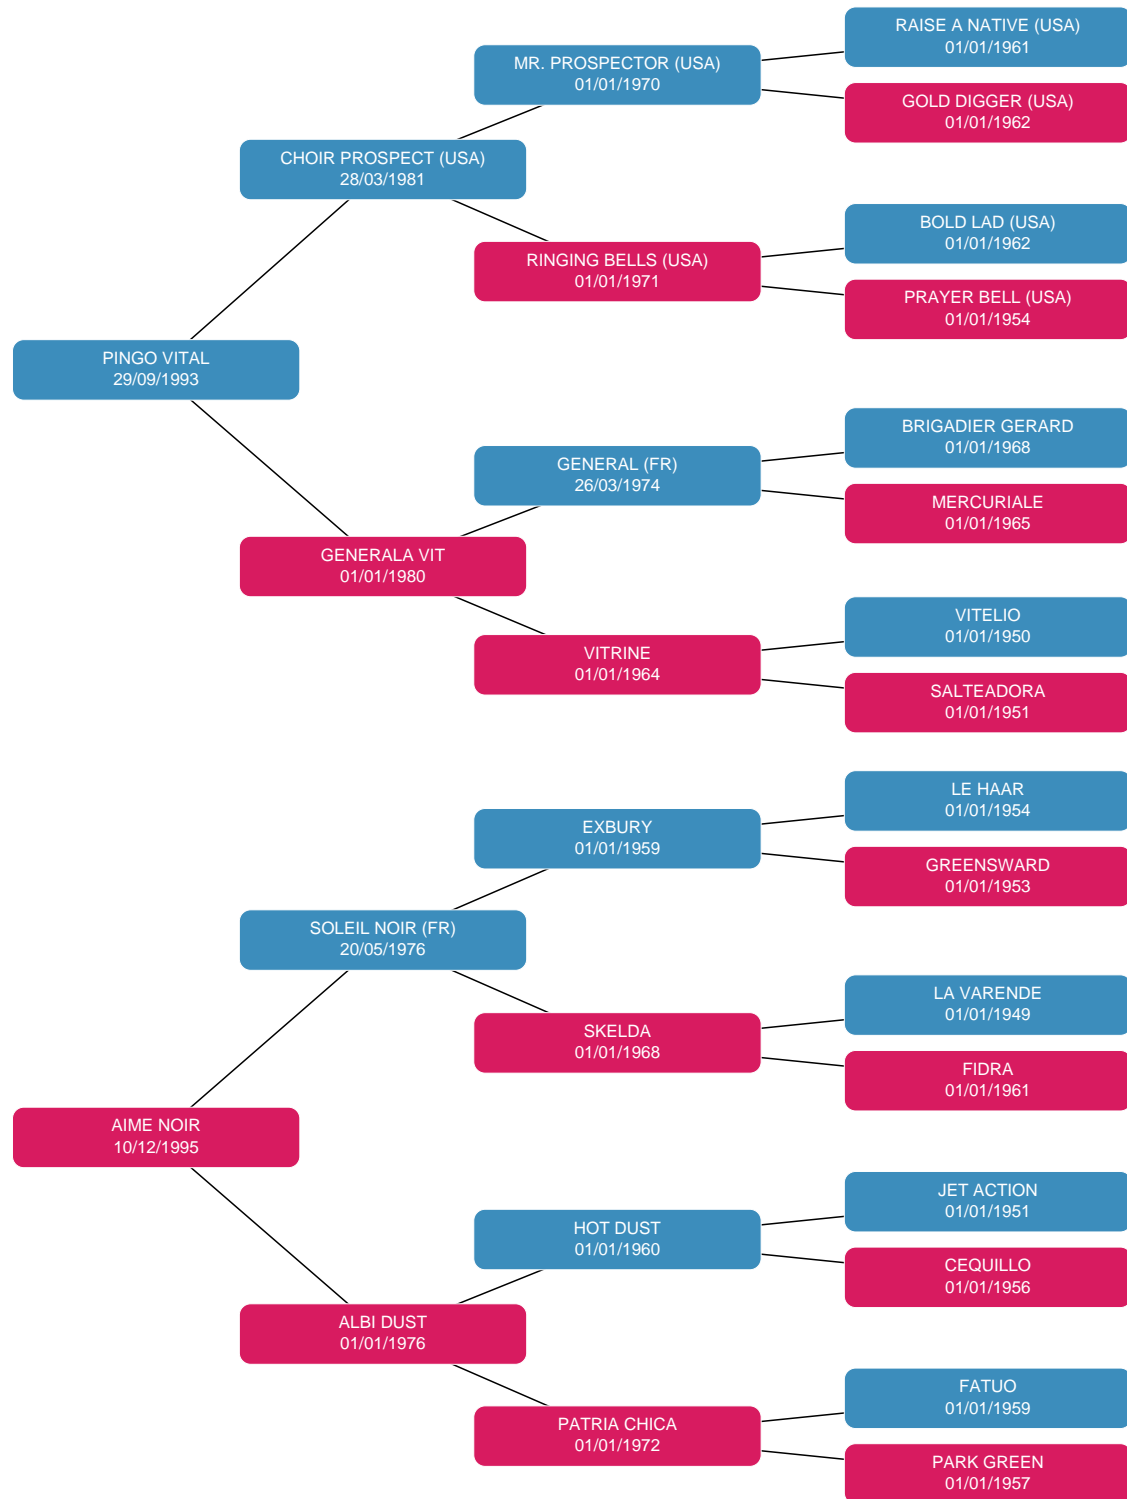 RAISE A NATIVE (USA)
01/01/1961
MR. PROSPECTOR (USA)
01/01/1970
GOLD DIGGER (USA)
01/01/1962
CHOIR PROSPECT (USA)
28/03/1981
BOLD LAD (USA)
01/01/1962
RINGING BELLS (USA)
01/01/1971
PRAYER BELL (USA)
01/01/1954
PINGO VITAL
29/09/1993
BRIGADIER GERARD
01/01/1968
GENERAL (FR)
26/03/1974
MERCURIALE
01/01/1965
GENERALA VIT
01/01/1980
VITELIO
01/01/1950
VITRINE
01/01/1964
SALTEADORA
01/01/1951
LE HAAR
01/01/1954
EXBURY
01/01/1959
GREENSWARD
01/01/1953
SOLEIL NOIR (FR)
20/05/1976
LA VARENDE
01/01/1949
SKELDA
01/01/1968
FIDRA
01/01/1961
AIME NOIR
10/12/1995
JET ACTION
01/01/1951
HOT DUST
01/01/1960
CEQUILLO
01/01/1956
ALBI DUST
01/01/1976
FATUO
01/01/1959
PATRIA CHICA
01/01/1972
PARK GREEN
01/01/1957